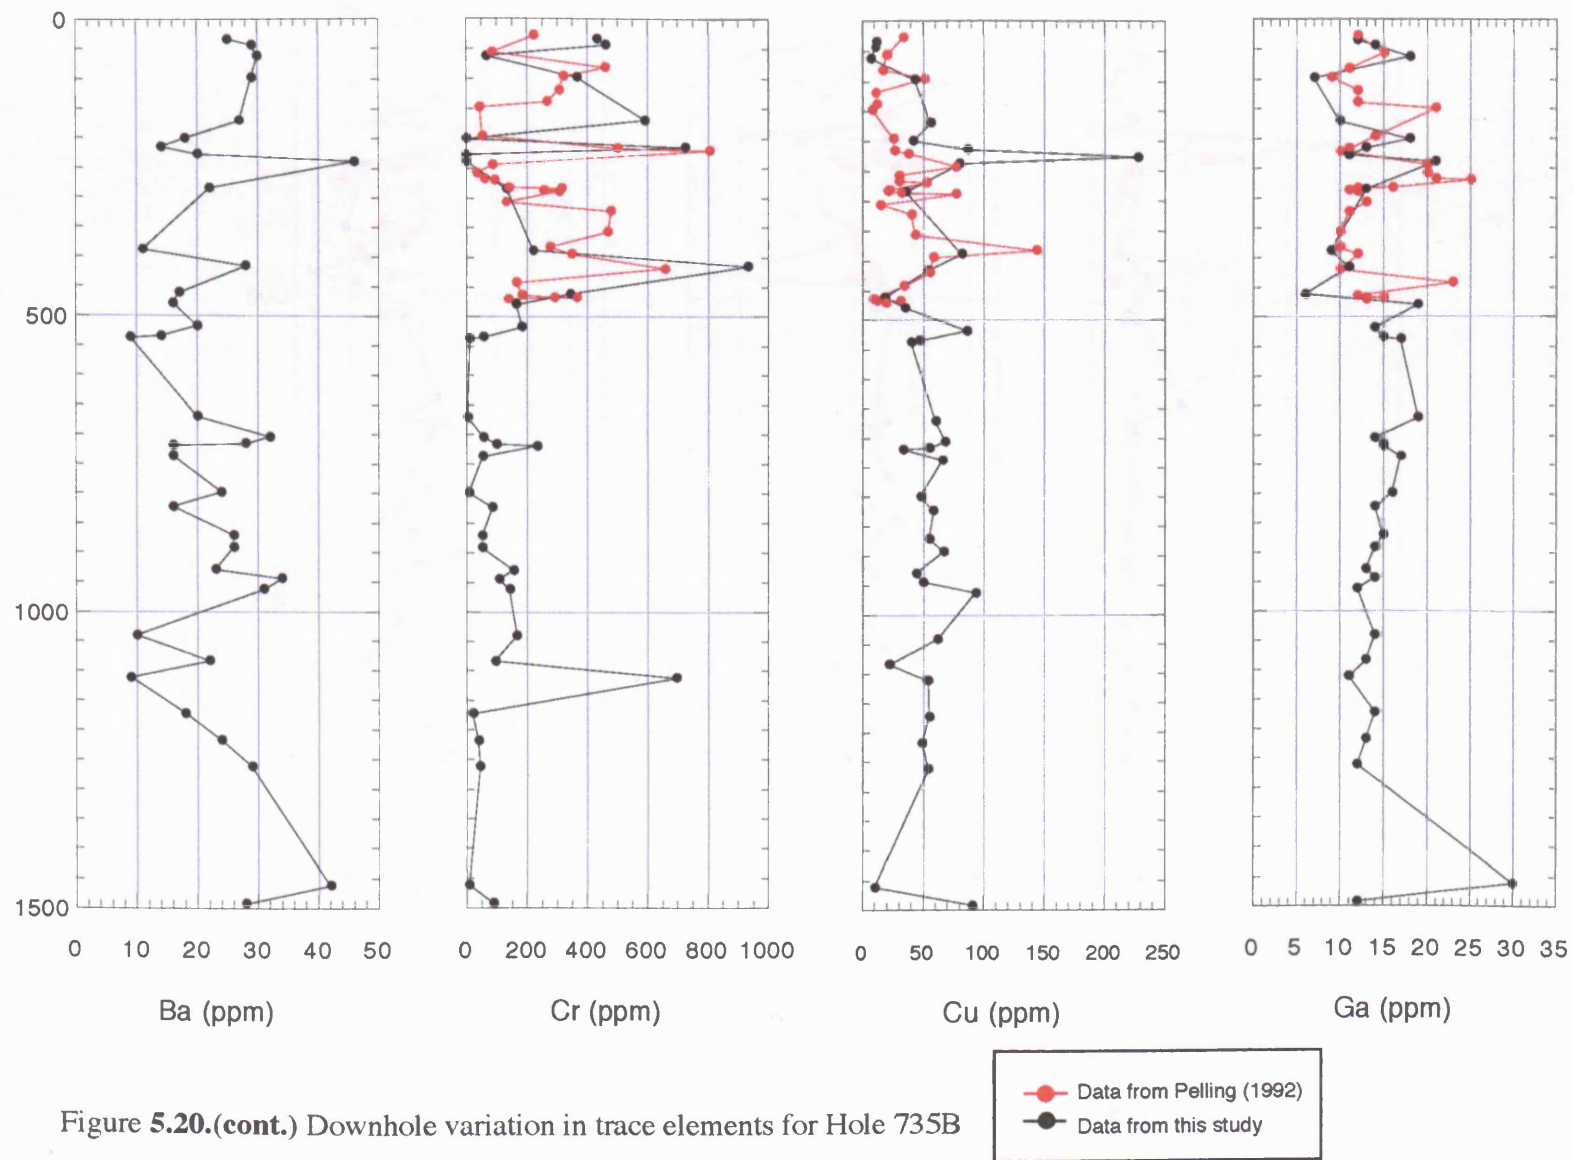 0
500
1000
1500
0 10 20 30 40 50
0 200 400 600 800 1000
0 50 100 150 200 250
0 5 10 15 20 25 30 35
Ba (ppm)
Cr (ppm)
Cu (ppm)
Ga (ppm)
Data from Pelling (1992)
Data from this study
Figure 5.20.(cont.) Downhole variation in trace elements for Hole 735B